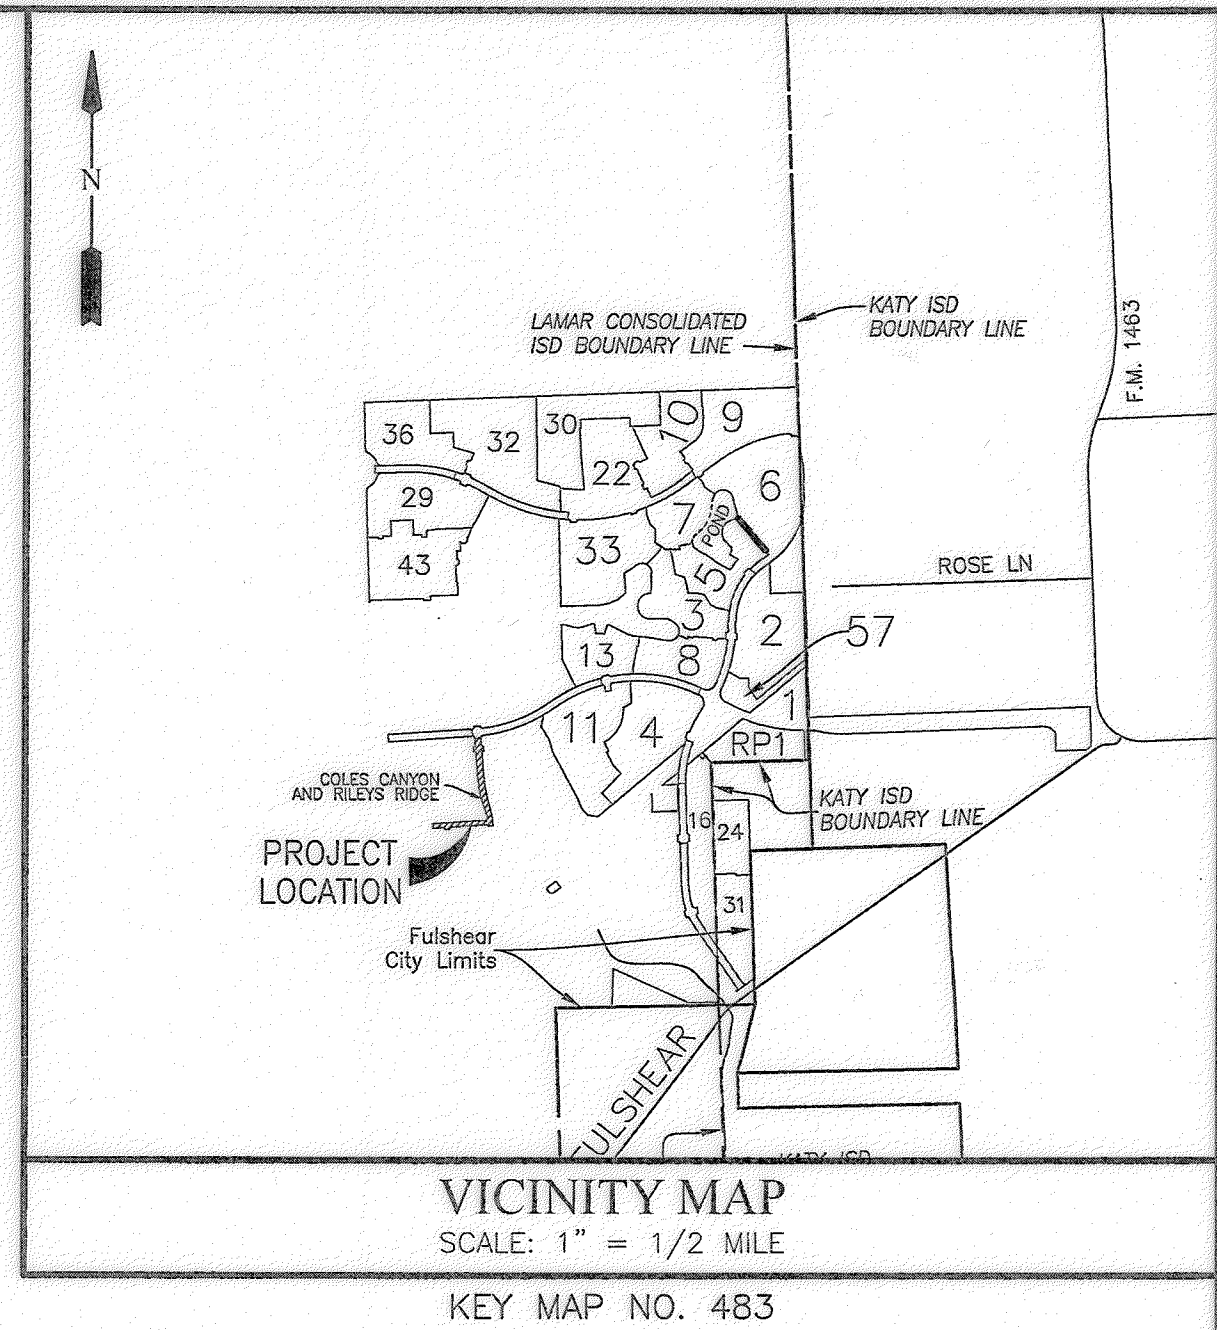 N
LAMAR CONSOLIDATED
ISD BOUNDARY LINE
KATY ISD
BOUNDARY LINE
F.M. 1463
36
32
30
10
9
22
6
29
7
POND
33
43
5
ROSE LN
3
2
57
13
8
1
11
4
RP1
COLES CANYON
AND RILEYS RIDGE
KATY ISD
BOUNDARY LINE
16
24
PROJECT
LOCATION
31
Fulshear
City Limits
FULSHEAR
KATY ISD
VICINITY MAP
SCALE: 1" = 1/2 MILE
KEY MAP NO. 483